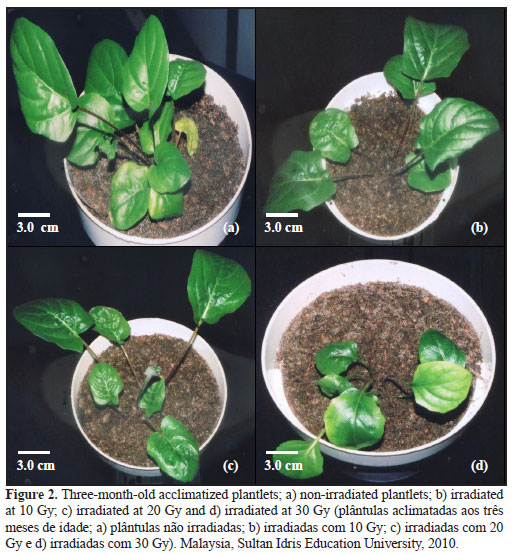 3.0 cm
(a)
3.0 cm
(b)
3.0 cm
(c)
3.0 cm
(d)
Figure 2. Three-month-old acclimatized plantlets; a) non-irradiated plantlets; b) irradiated
at 10 Gy; c) irradiated at 20 Gy and d) irradiated at 30 Gy (plântulas aclimatadas aos três
meses de idade; a) plântulas não irradiadas; b) irradiadas com 10 Gy; c) irradiadas com 20
Gy e d) irradiadas com 30 Gy). Malaysia, Sultan Idris Education University, 2010.